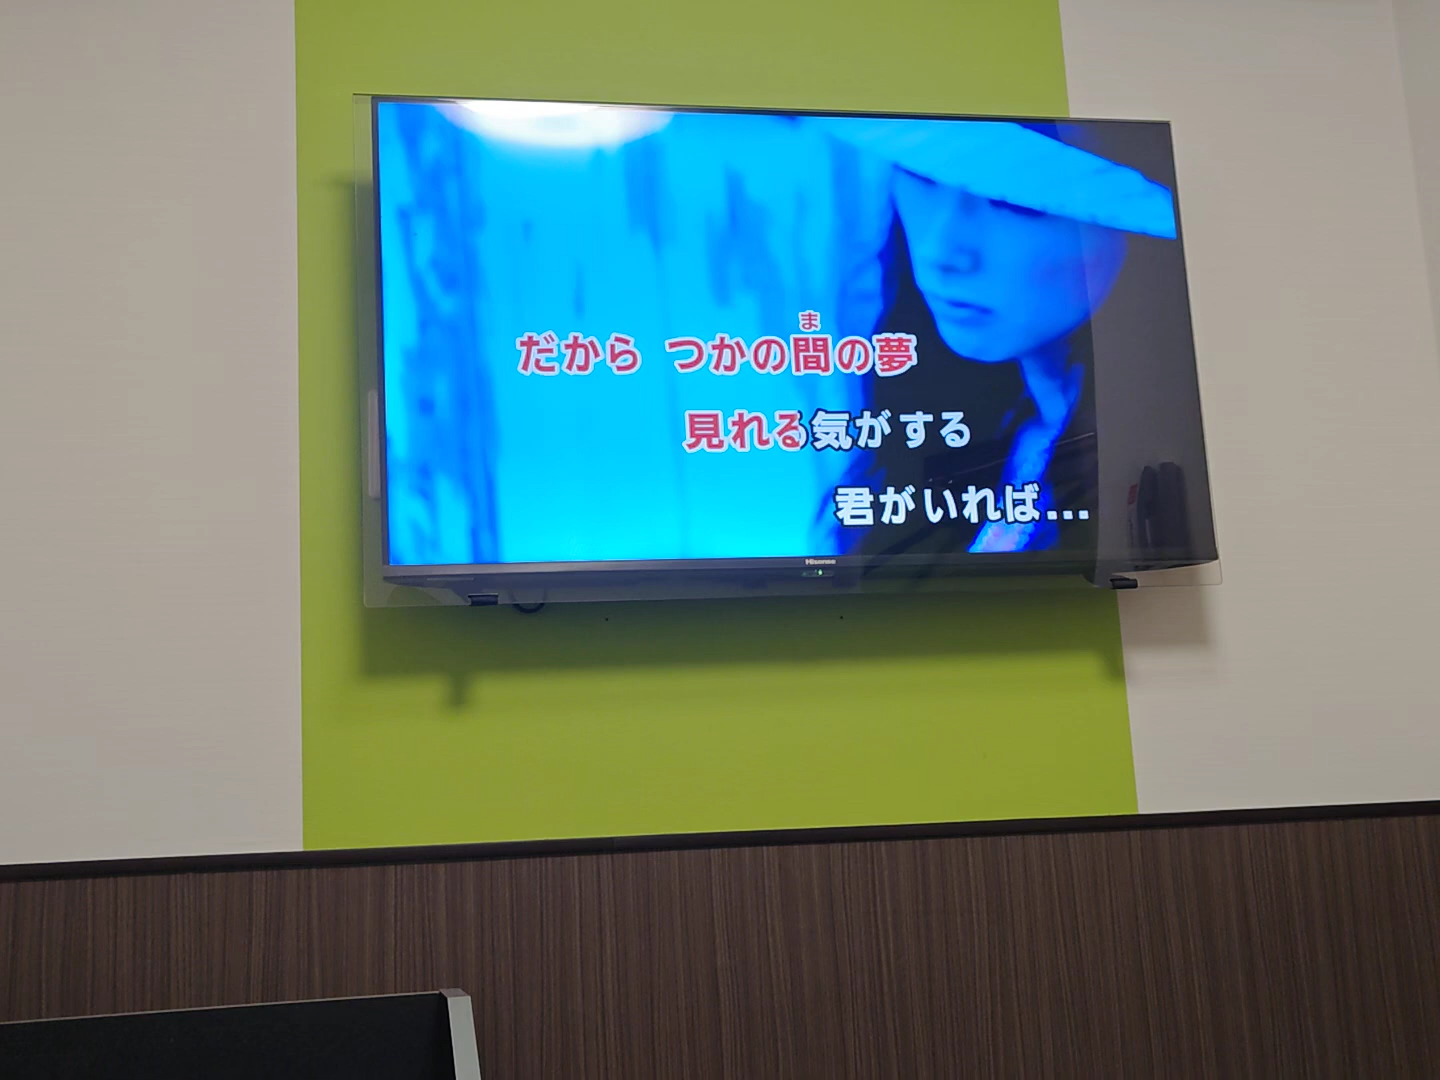 ま
だから つかの間の夢
見れる気がする
君がいれば...
Hisense